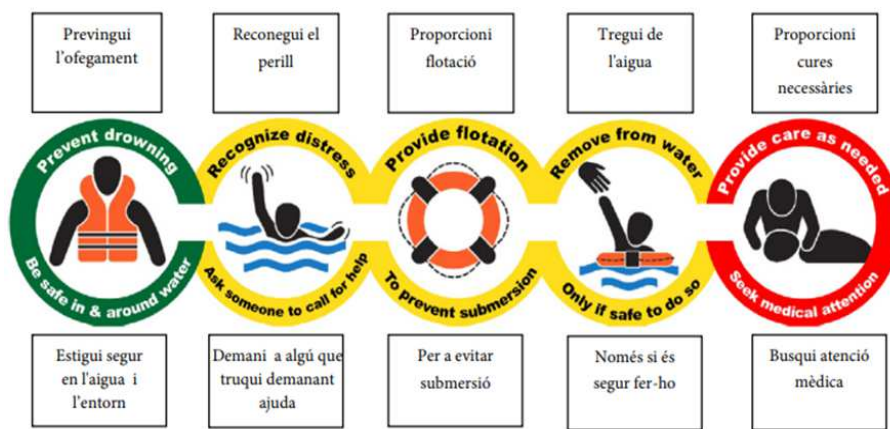 Previngui
l'ofegament
Reconegui el
perill
Proporcioni
flotació
Tregui de
l'aigua
Proporcioni
cures
necessàries
Prevent drowning
Be safe in & around water
Recognize distress
Ask someone to call for help
Provide flotation
To prevent submersion
Remove from water
Only if safe to do so
Provide care as needed
Seek medical attention
Estigui segur
en l'aigua i
l'entorn
Demani a algú que
truqui demanant
ajuda
Per a evitar
submersió
Només si és
segur fer-ho
Busqui atenció
mèdica